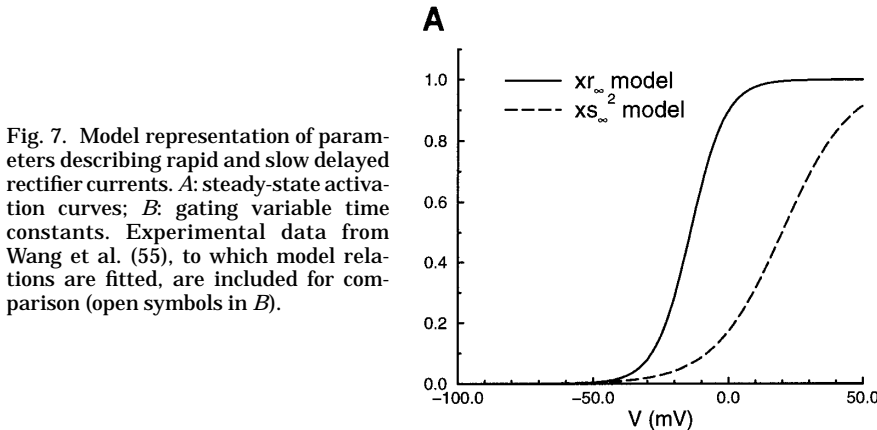 Fig. 7. Model representation of param-
eters describing rapid and slow delayed
rectifier currents. A: steady-state activa-
tion curves; B: gating variable time
constants. Experimental data from
Wang et al. (55), to which model rela-
tions are fitted, are included for com-
parison (open symbols in B).
A
xr∞ model
xs∞² model
1.0
0.8
0.6
0.4
0.2
0.0
−100.0 −50.0 0.0 50.0
V (mV)